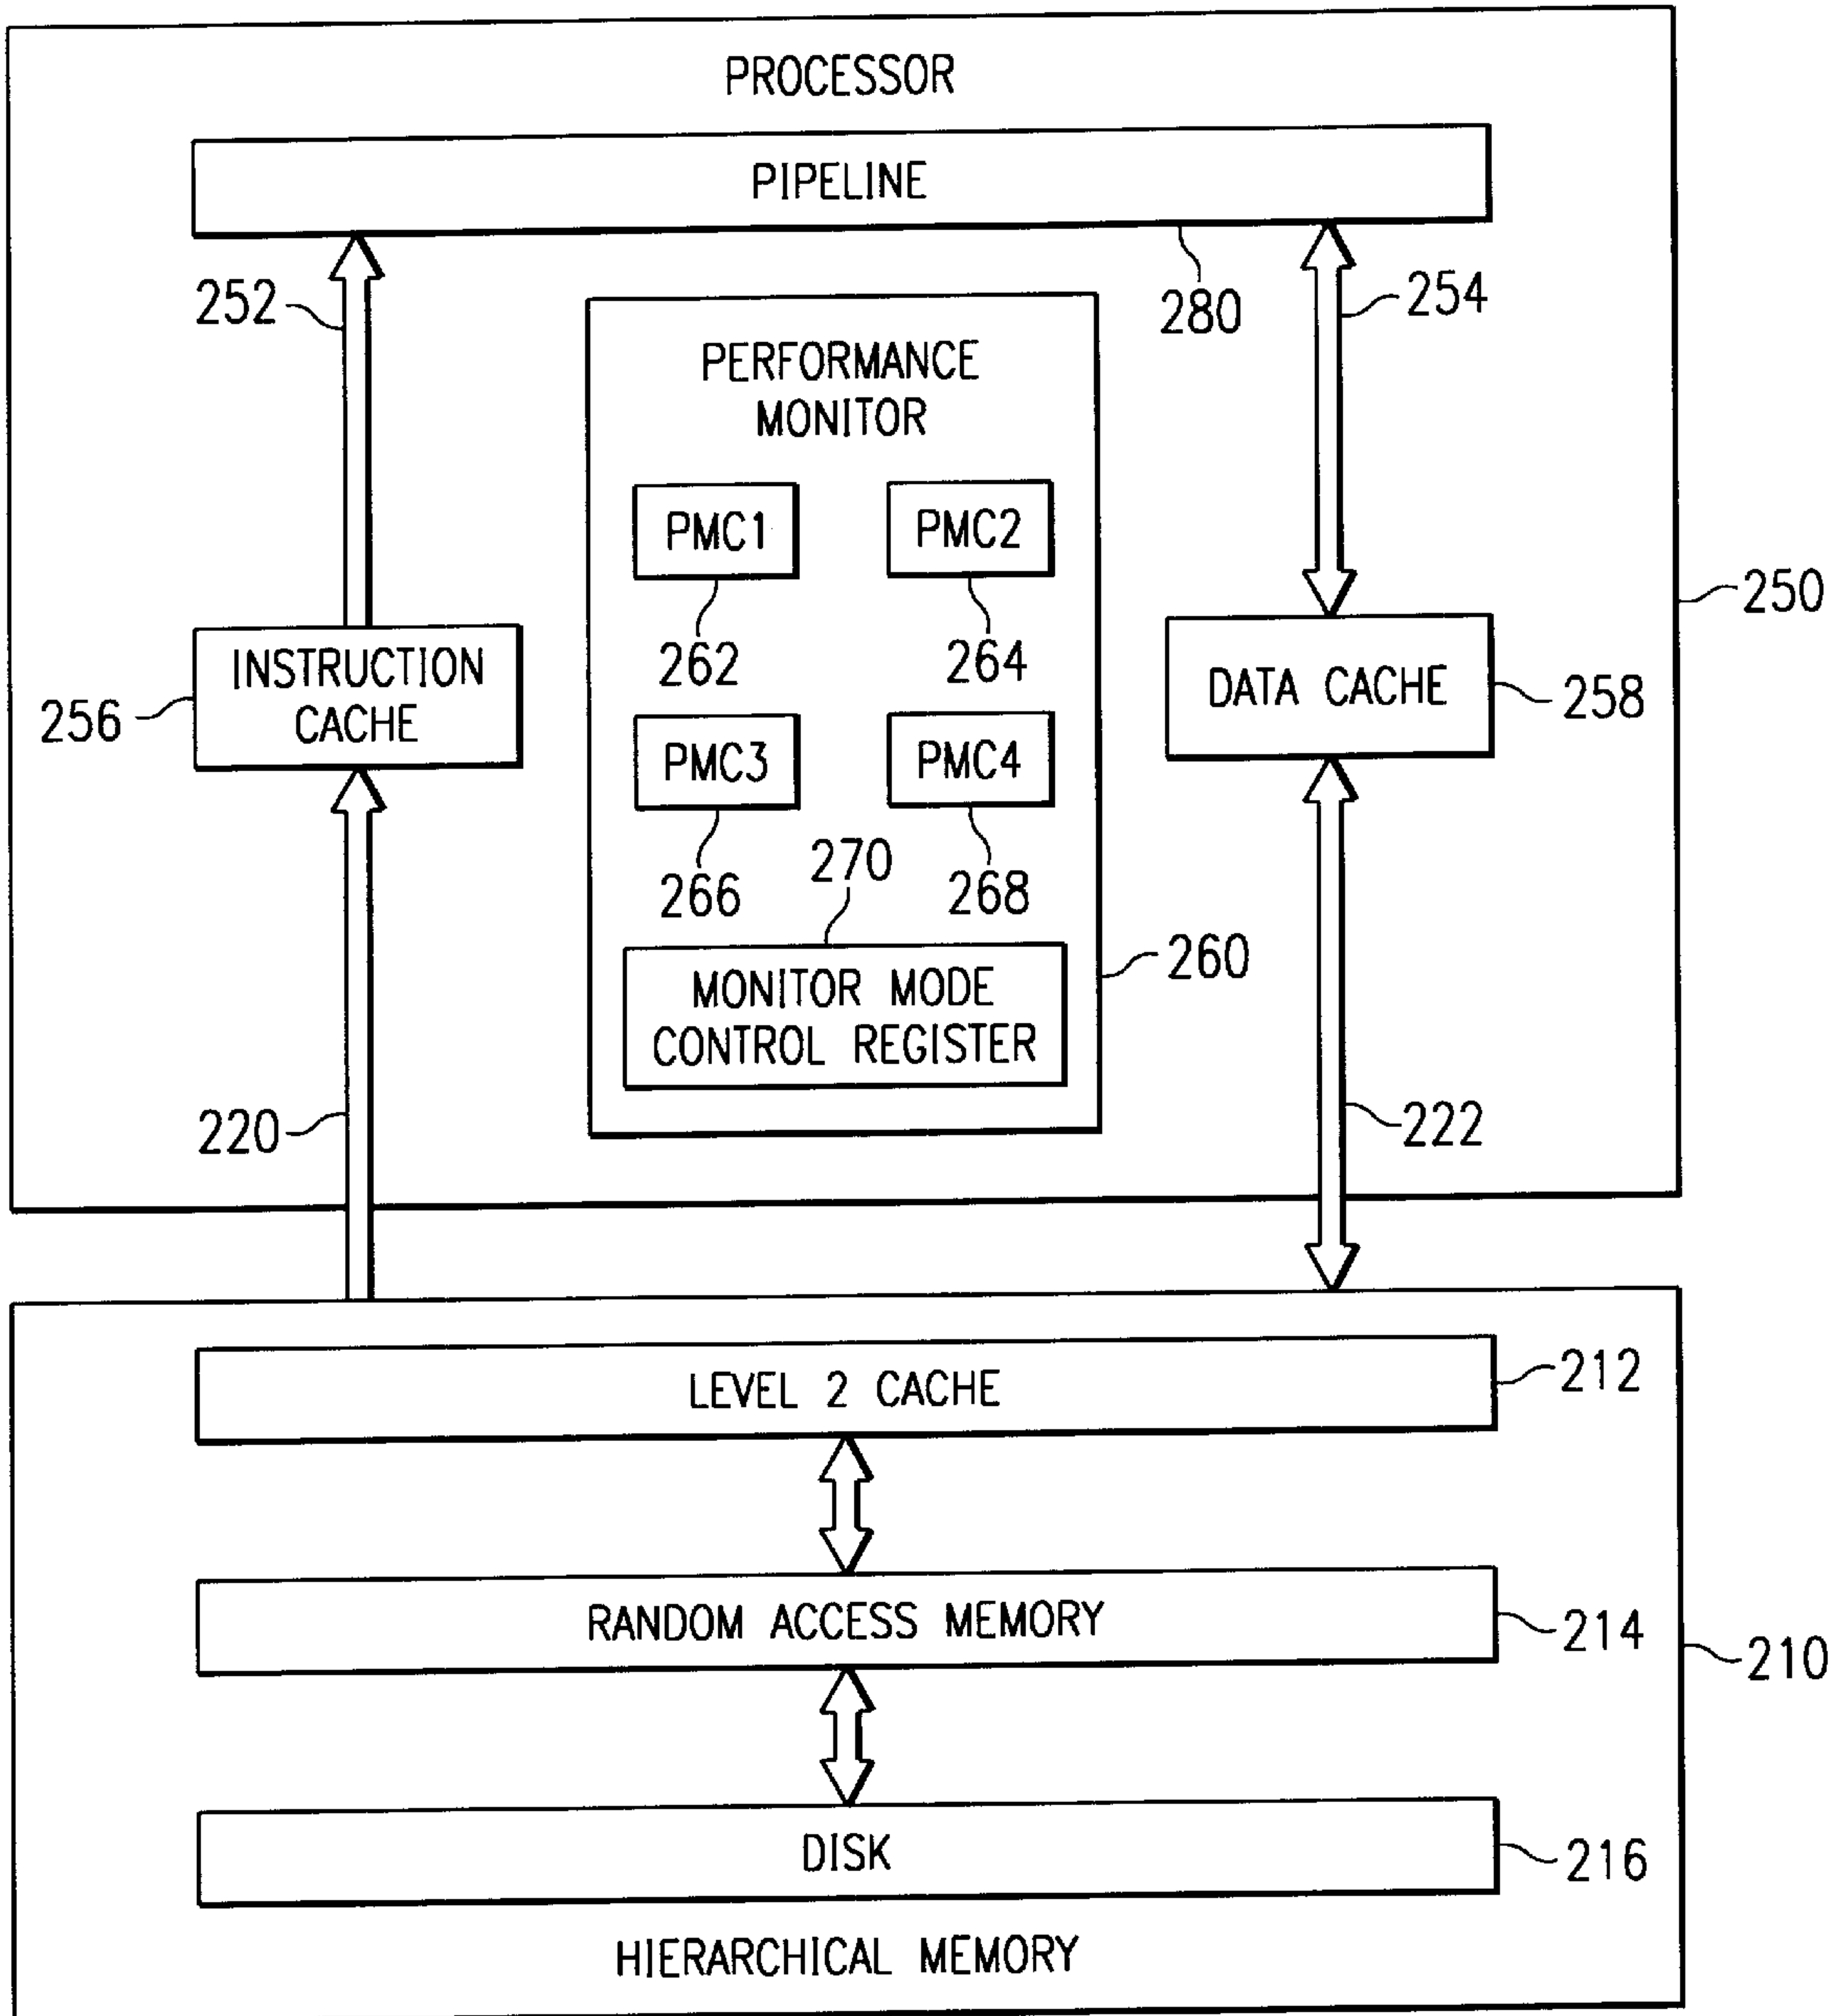 PROCESSOR
PIPELINE
252
280
254
PERFORMANCE
MONITOR
PMC1
PMC2
262
264
250
INSTRUCTION
CACHE
256
DATA CACHE
258
PMC3
PMC4
266
270
268
MONITOR MODE
CONTROL REGISTER
260
220
222
LEVEL 2 CACHE
212
RANDOM ACCESS MEMORY
214
210
DISK
216
HIERARCHICAL MEMORY